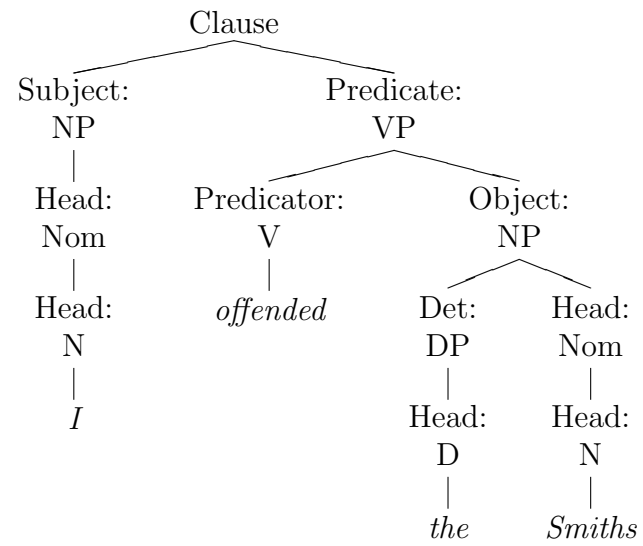 Clause
Subject: Predicate:
NP VP
Head: Predicator: Object:
Nom V NP
Head: offended Det: Head:
N DP Nom
I Head: Head:
D N
the Smiths